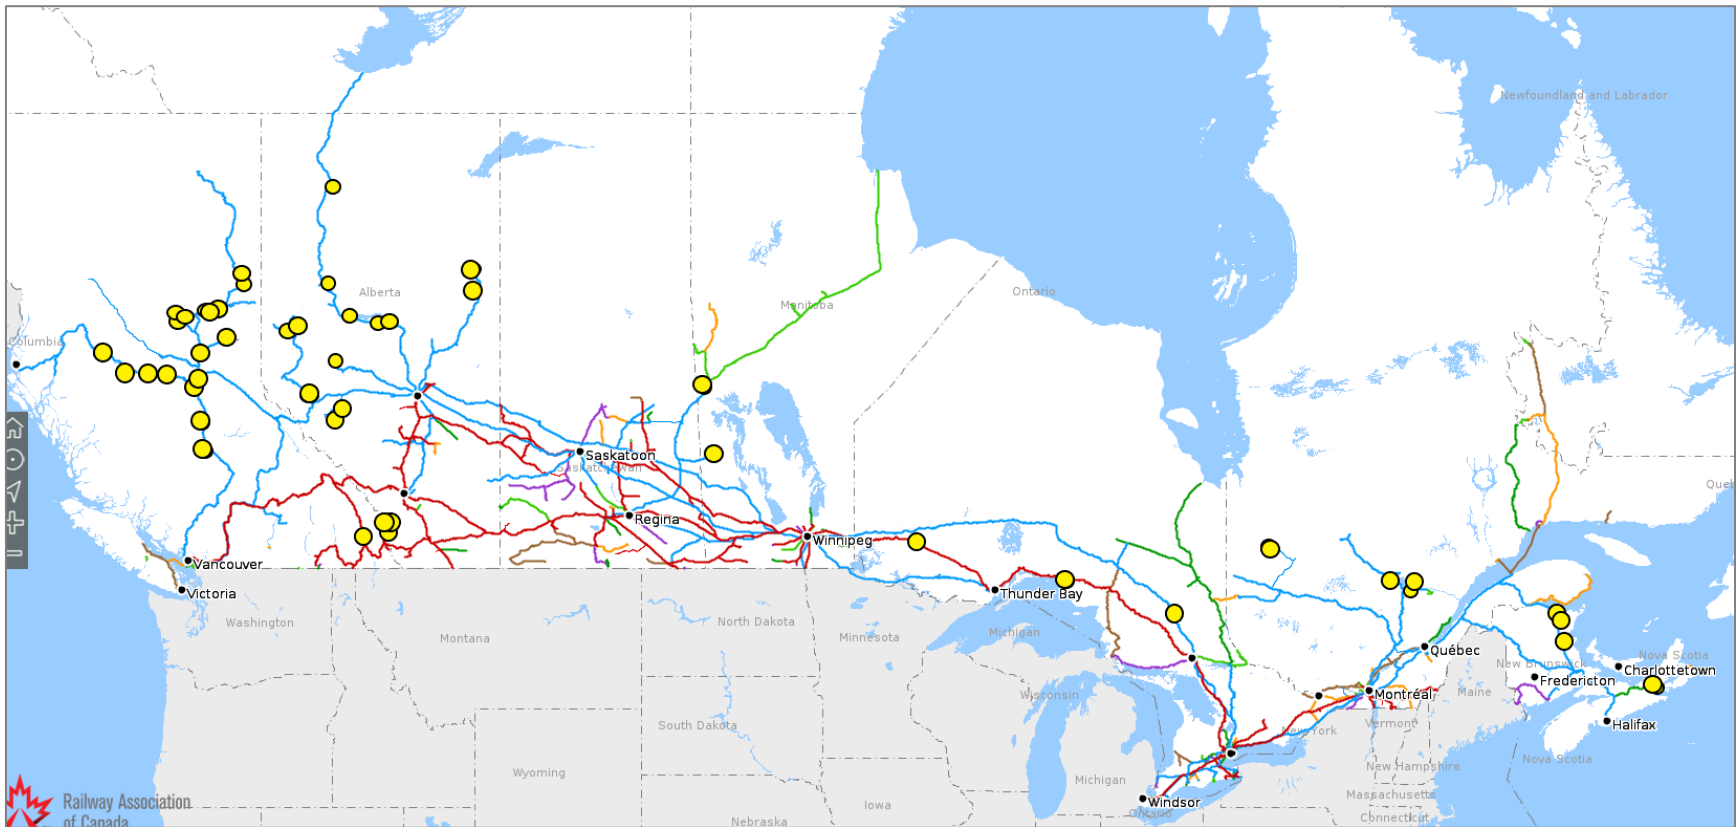 Newfoundland and Labrador
Alberta
Manitoba
Ontario
Columbia
Saskatoon
Saskatchewan
Queb
Regina
Winnipeg
Vancouver
Victoria
Thunder Bay
Washington
Montana
North Dakota
Minnesota
Michigan
Québec
Nova Scotia
New Brunswick
Charlottetown
Fredericton
Wisconsin
Montréal
Maine
South Dakota
New York
Vermont
Halifax
Nova Scotia
Wyoming
Michigan
New Hampshire
Massachusetts
Windsor
Iowa
Ontario
Connecticut
Nebraska
Railway Association
of Canada